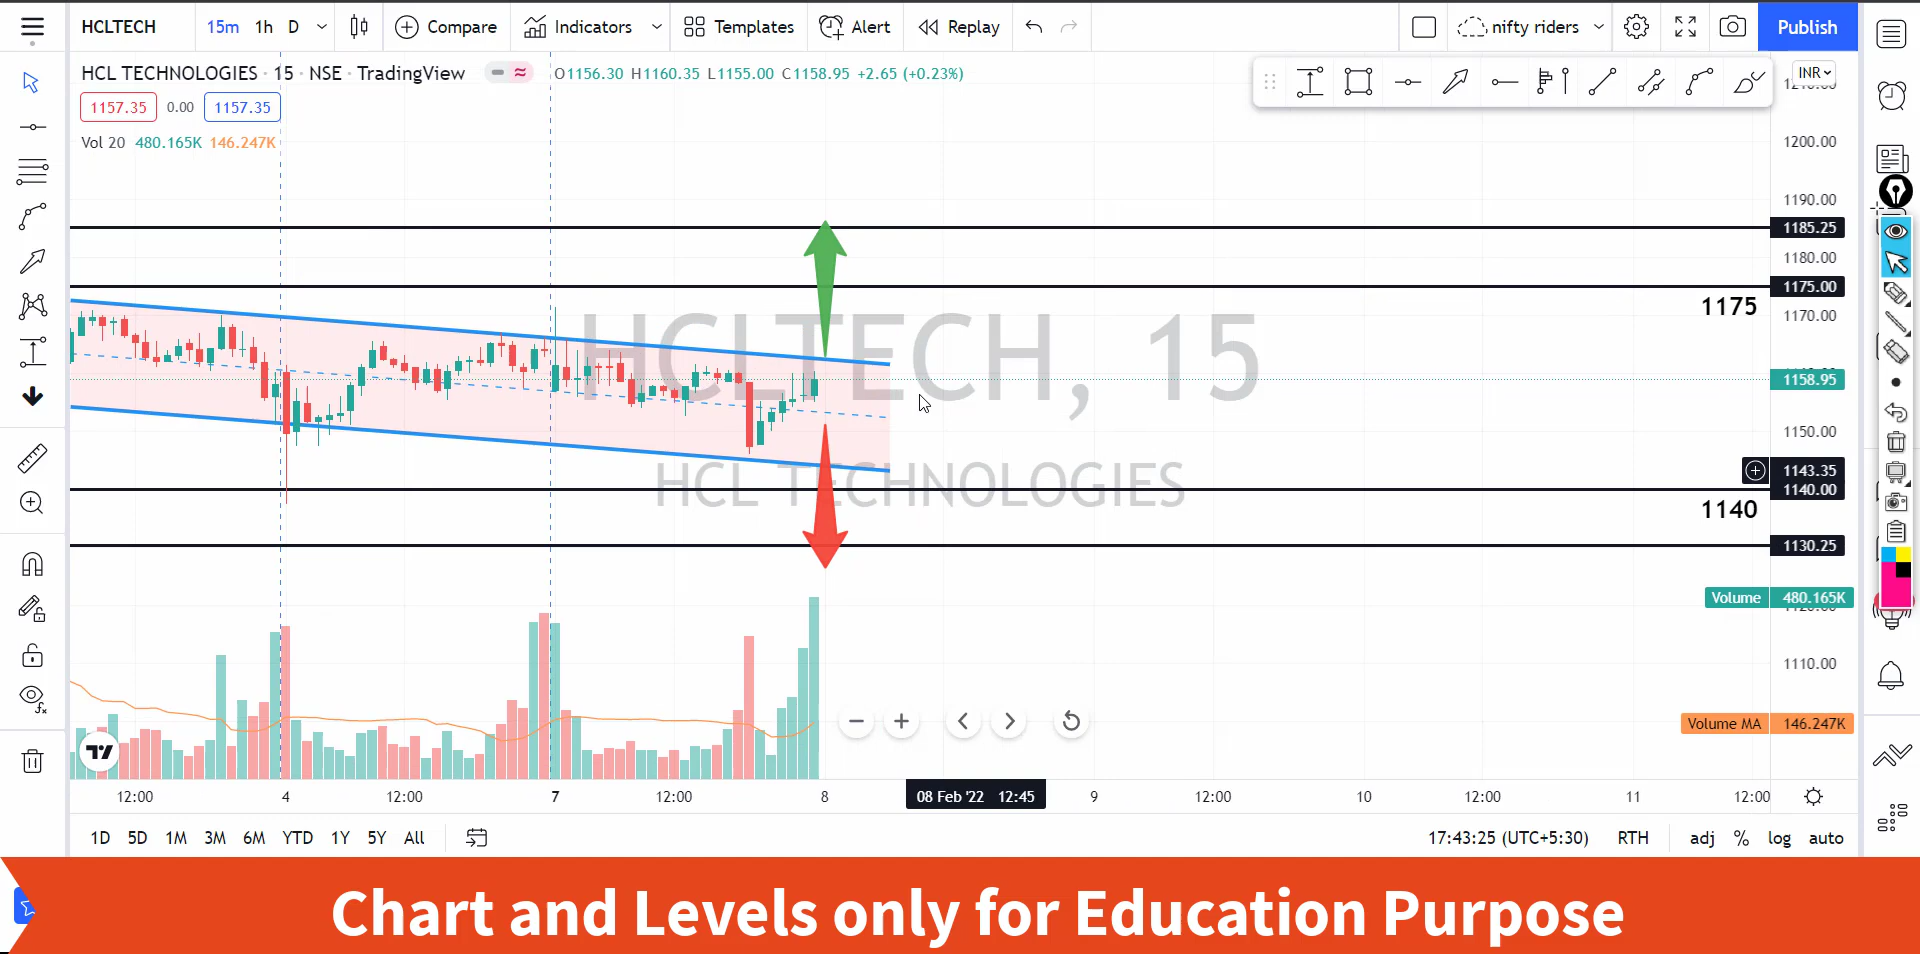 HCLTECH 15m 1h D Compare Indicators Templates Alert Replay nifty riders Publish
HCL TECHNOLOGIES · 15 · NSE · TradingView O1156.30 H1160.35 L1155.00 C1158.95 +2.65 (+0.23%)
INR
1157.35 0.00 1157.35
Vol 20 480.165K 146.247K
1200.00
1190.00
1185.25
1180.00
1175.00
1175
1170.00
HCLTECH, 15
1158.95
1150.00
1143.35
HCL TECHNOLOGIES
1140.00
1140
1130.25
Volume 480.165K
1110.00
Volume MA 146.247K
12:00 4 12:00 7 12:00 8 08 Feb '22 12:45 9 12:00 10 12:00 11 12:00
1D 5D 1M 3M 6M YTD 1Y 5Y All 17:43:25 (UTC+5:30) RTH adj % log auto
Chart and Levels only for Education Purpose